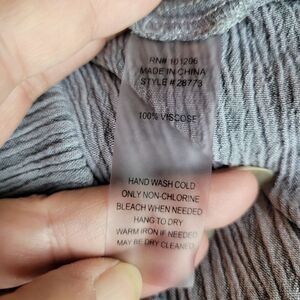 RN# 101206
MADE IN CHINA
STYLE # 28773
100% VISCOSE
HAND WASH COLD
ONLY NON-CHLORINE
BLEACH WHEN NEEDED
HANG TO DRY
WARM IRON IF NEEDED
MAY BE DRY CLEANED